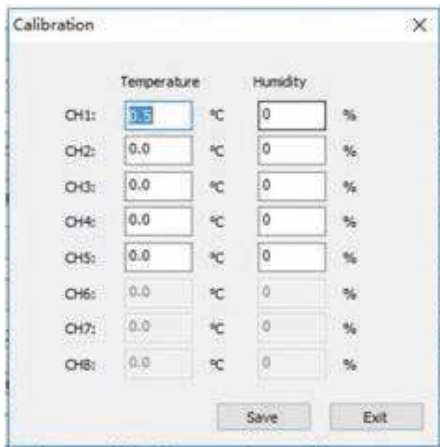 Calibration
Temperature Humidity
CH1: 0.5 °C 0 %
CH2: 0.0 °C 0 %
CH3: 0.0 °C 0 %
CH4: 0.0 °C 0 %
CH5: 0.0 °C 0 %
CH6: 0.0 °C 0 %
CH7: 0.0 °C 0 %
CH8: 0.0 °C 0 %
Save Exit